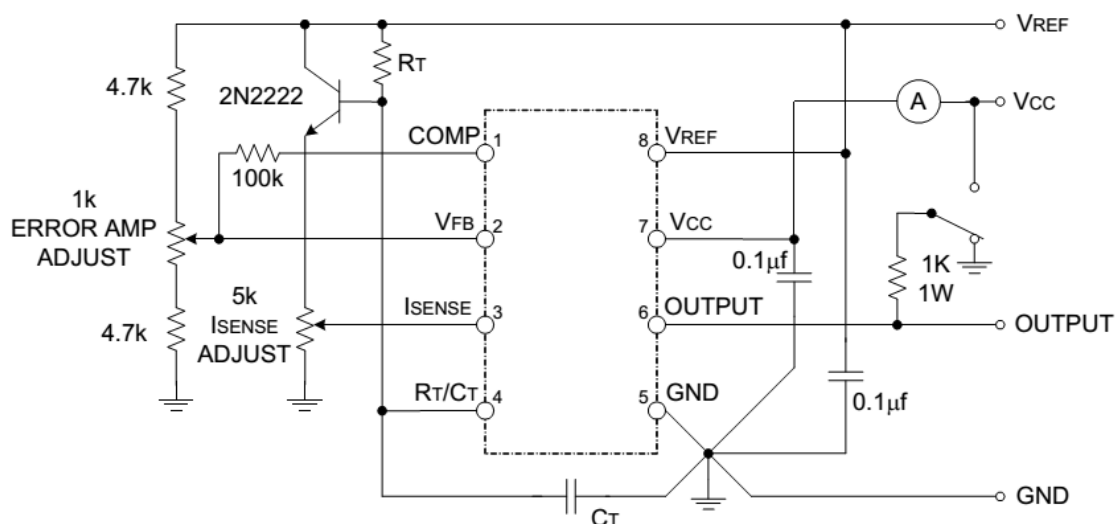 VREF
RT
4.7k
2N2222
A
VCC
COMP
1
8
VREF
100k
1k
ERROR AMP
ADJUST
VFB
2
7
VCC
0.1μf
1K
1W
5k
ISENSE
ADJUST
ISENSE
3
6
OUTPUT
OUTPUT
4.7k
RT/CT
4
5
GND
0.1μf
GND
CT